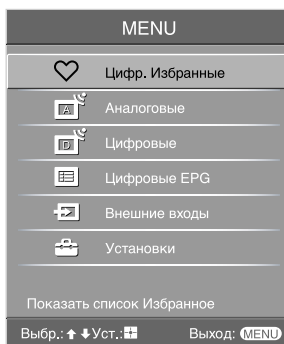 MENU
Цифр. Избранные
A Аналоговые
D Цифровые
Цифровые EPG
Внешние входы
Установки
Показать список Избранное
Выбр.: Уст.: Выход: MENU